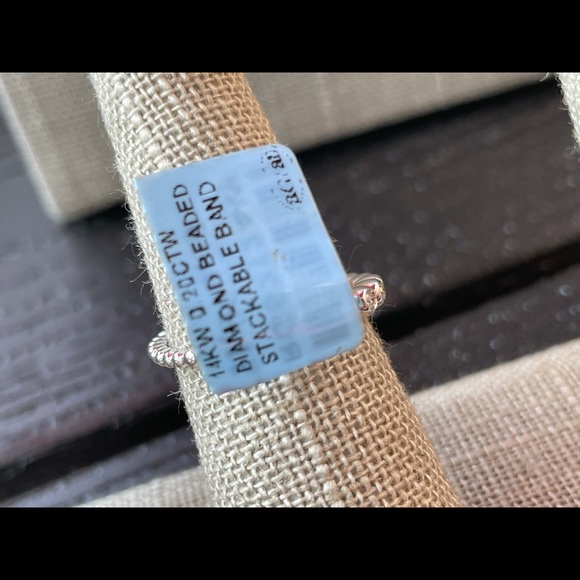 14KW 0.20CTW
DIAMOND BEADED
STACKABLE BAND